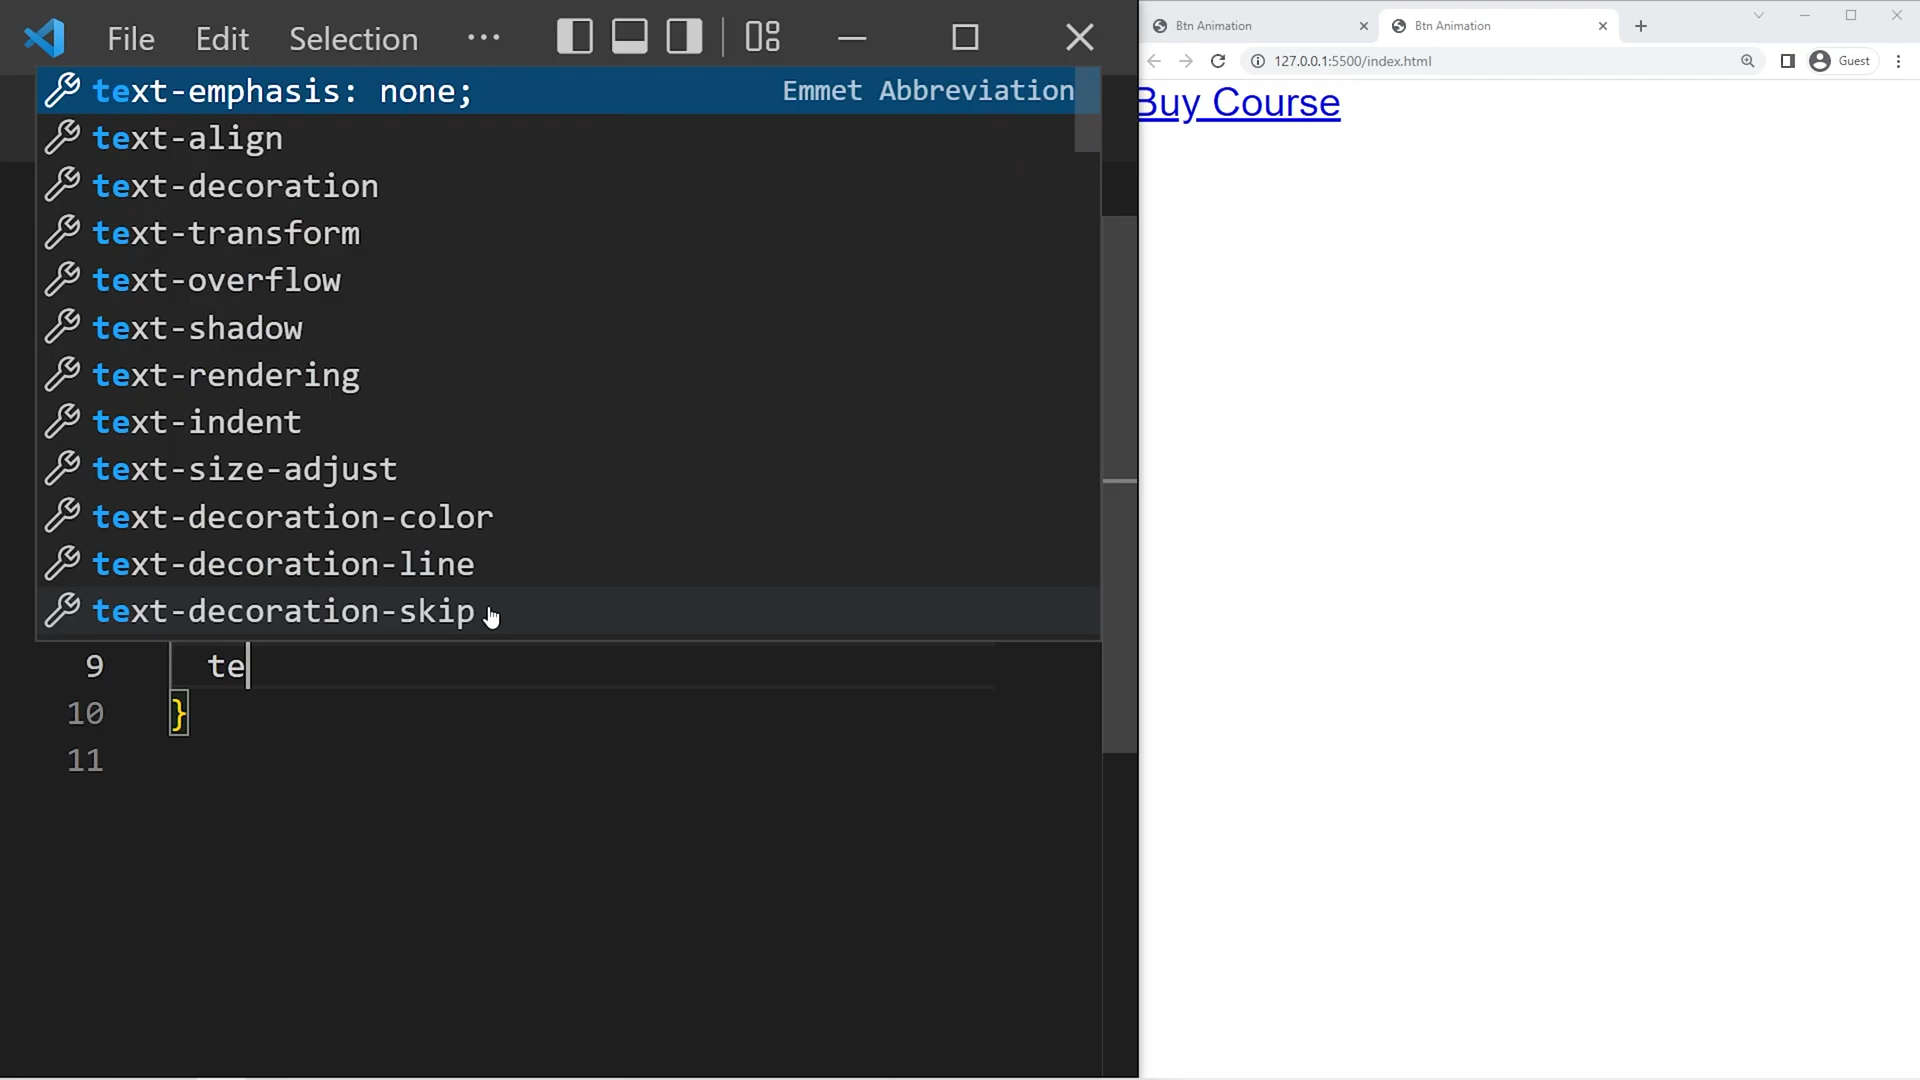 File Edit Selection ...
text-emphasis: none; Emmet Abbreviation
text-align
text-decoration
text-transform
text-overflow
text-shadow
text-rendering
text-indent
text-size-adjust
text-decoration-color
text-decoration-line
text-decoration-skip
9 te
10 }
11
Btn Animation
Btn Animation
127.0.0.1:5500/index.html
Guest
Buy Course